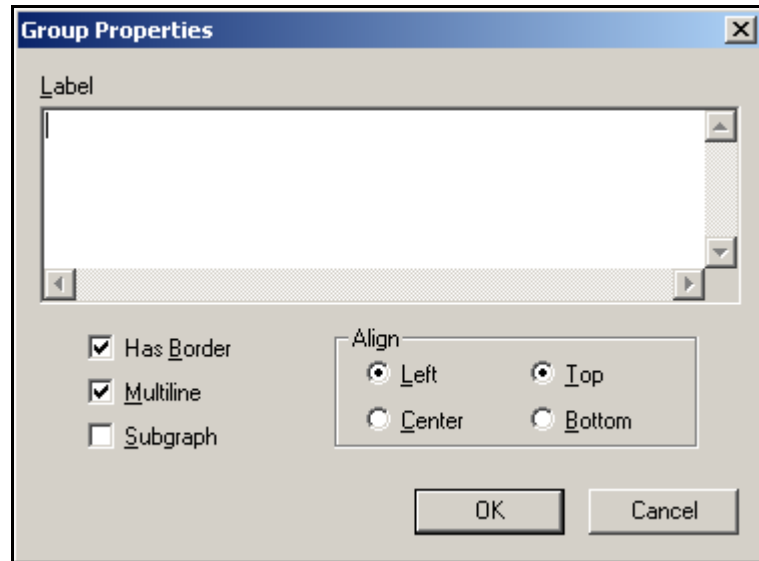 Group Properties
Label
Has Border
Multiline
Subgraph
Align
Left
Top
Center
Bottom
OK
Cancel